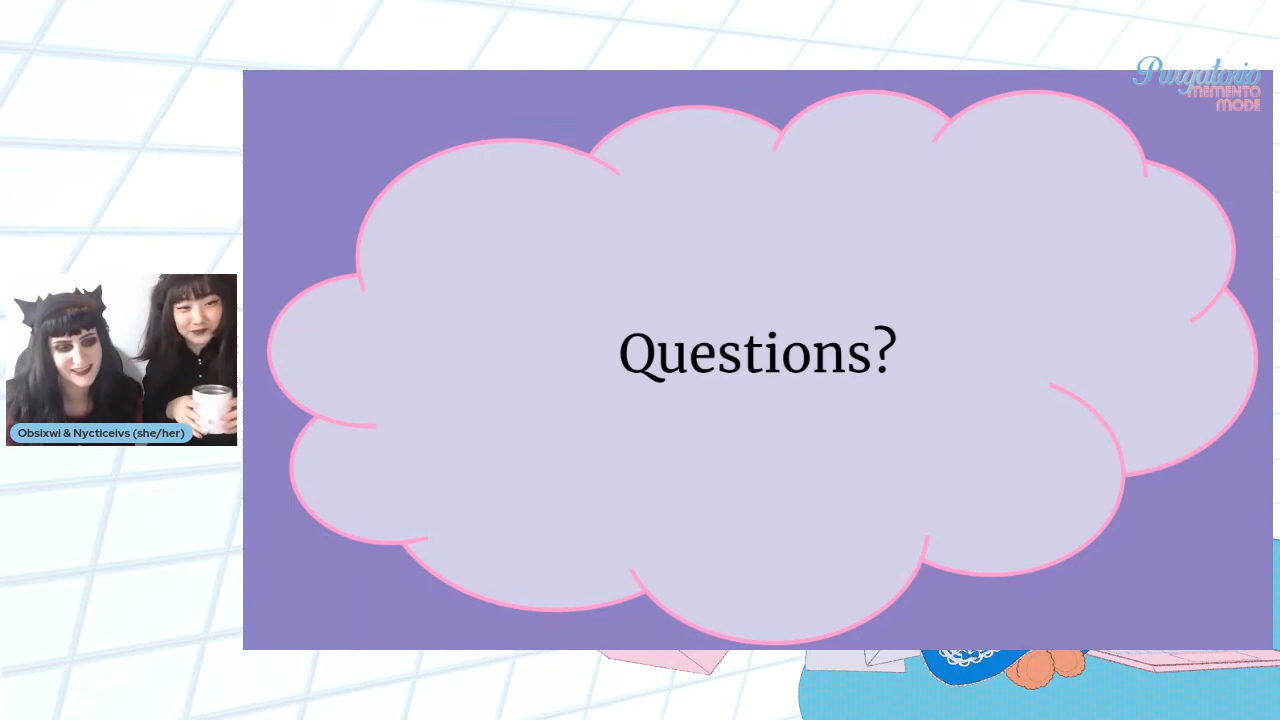 Purgatorio
MEMENTO
MODE
Questions?
Obsixwi & Nycticeivs (she/her)